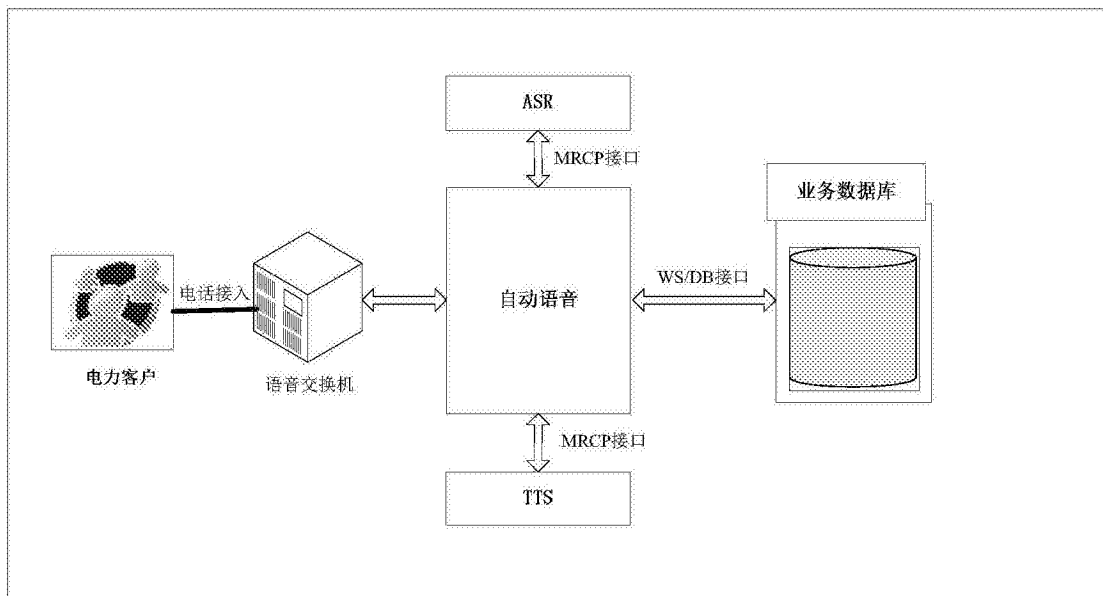 ASR
MRCP接口
业务数据库
电话接入
自动语音
WS/DB接口
电力客户
语音交换机
MRCP接口
TTS